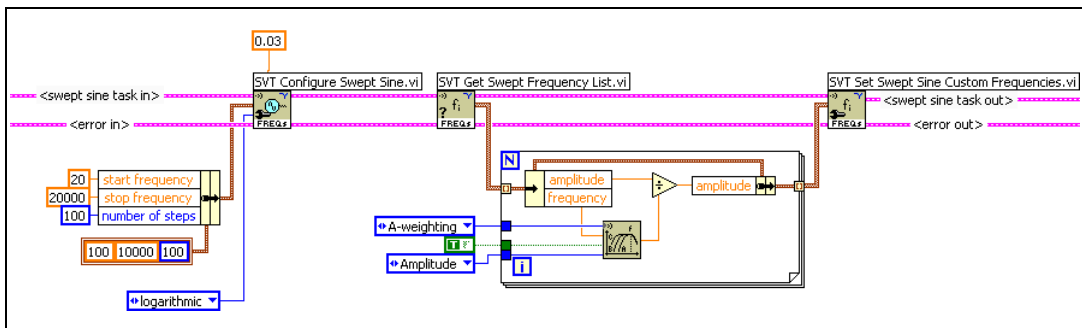 0.03
SVT Configure Swept Sine.vi
SVT Get Swept Frequency List.vi
SVT Set Swept Sine Custom Frequencies.vi
<swept sine task in>
<swept sine task out>
<error in>
<error out>
FREQs
FREQs
FREQs
fi
?
fi
N
20 start frequency
20000 stop frequency
100 number of steps
100 10000 100
logarithmic
amplitude
frequency
÷
amplitude
A-weighting
T F
Amplitude
i